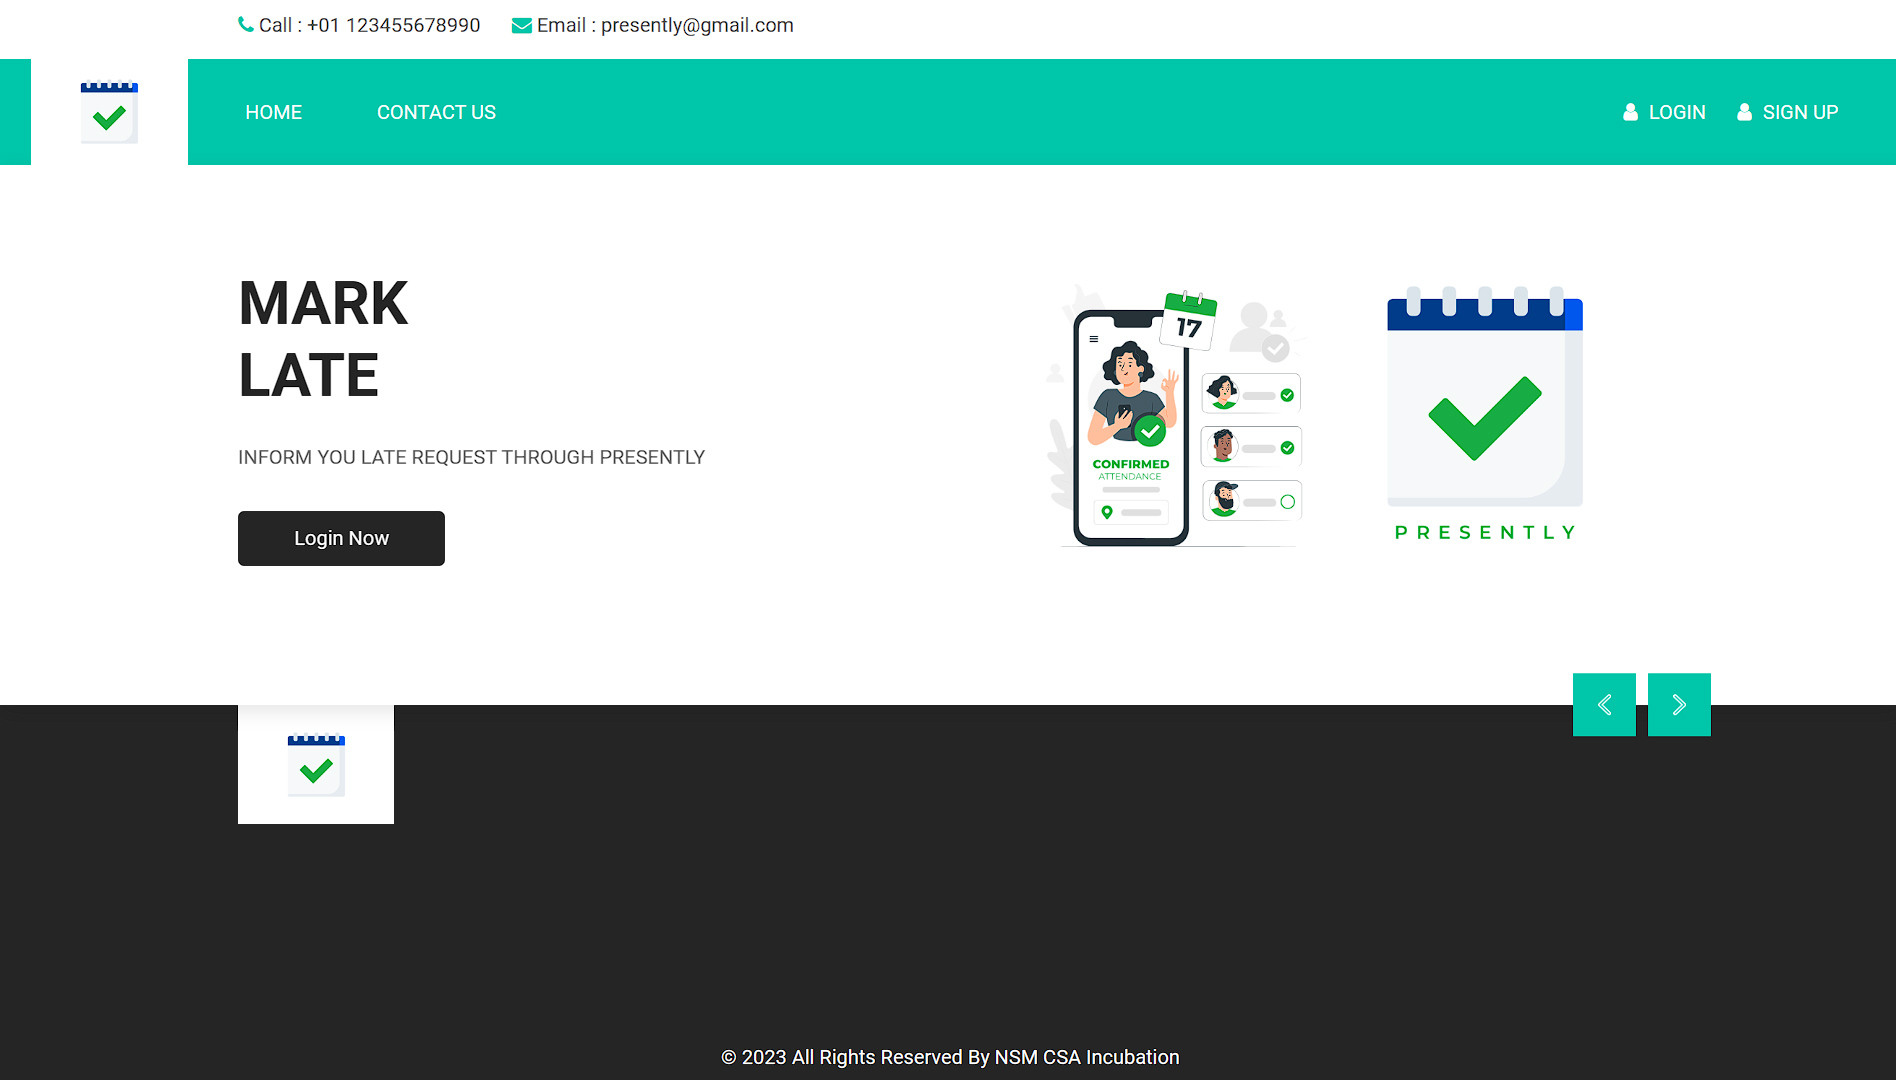 Call : +01 123455678990 Email : presently@gmail.com
HOME CONTACT US LOGIN SIGN UP
MARK
LATE
INFORM YOU LATE REQUEST THROUGH PRESENTLY
Login Now
17
CONFIRMED
ATTENDANCE
PRESENTLY
© 2023 All Rights Reserved By NSM CSA Incubation